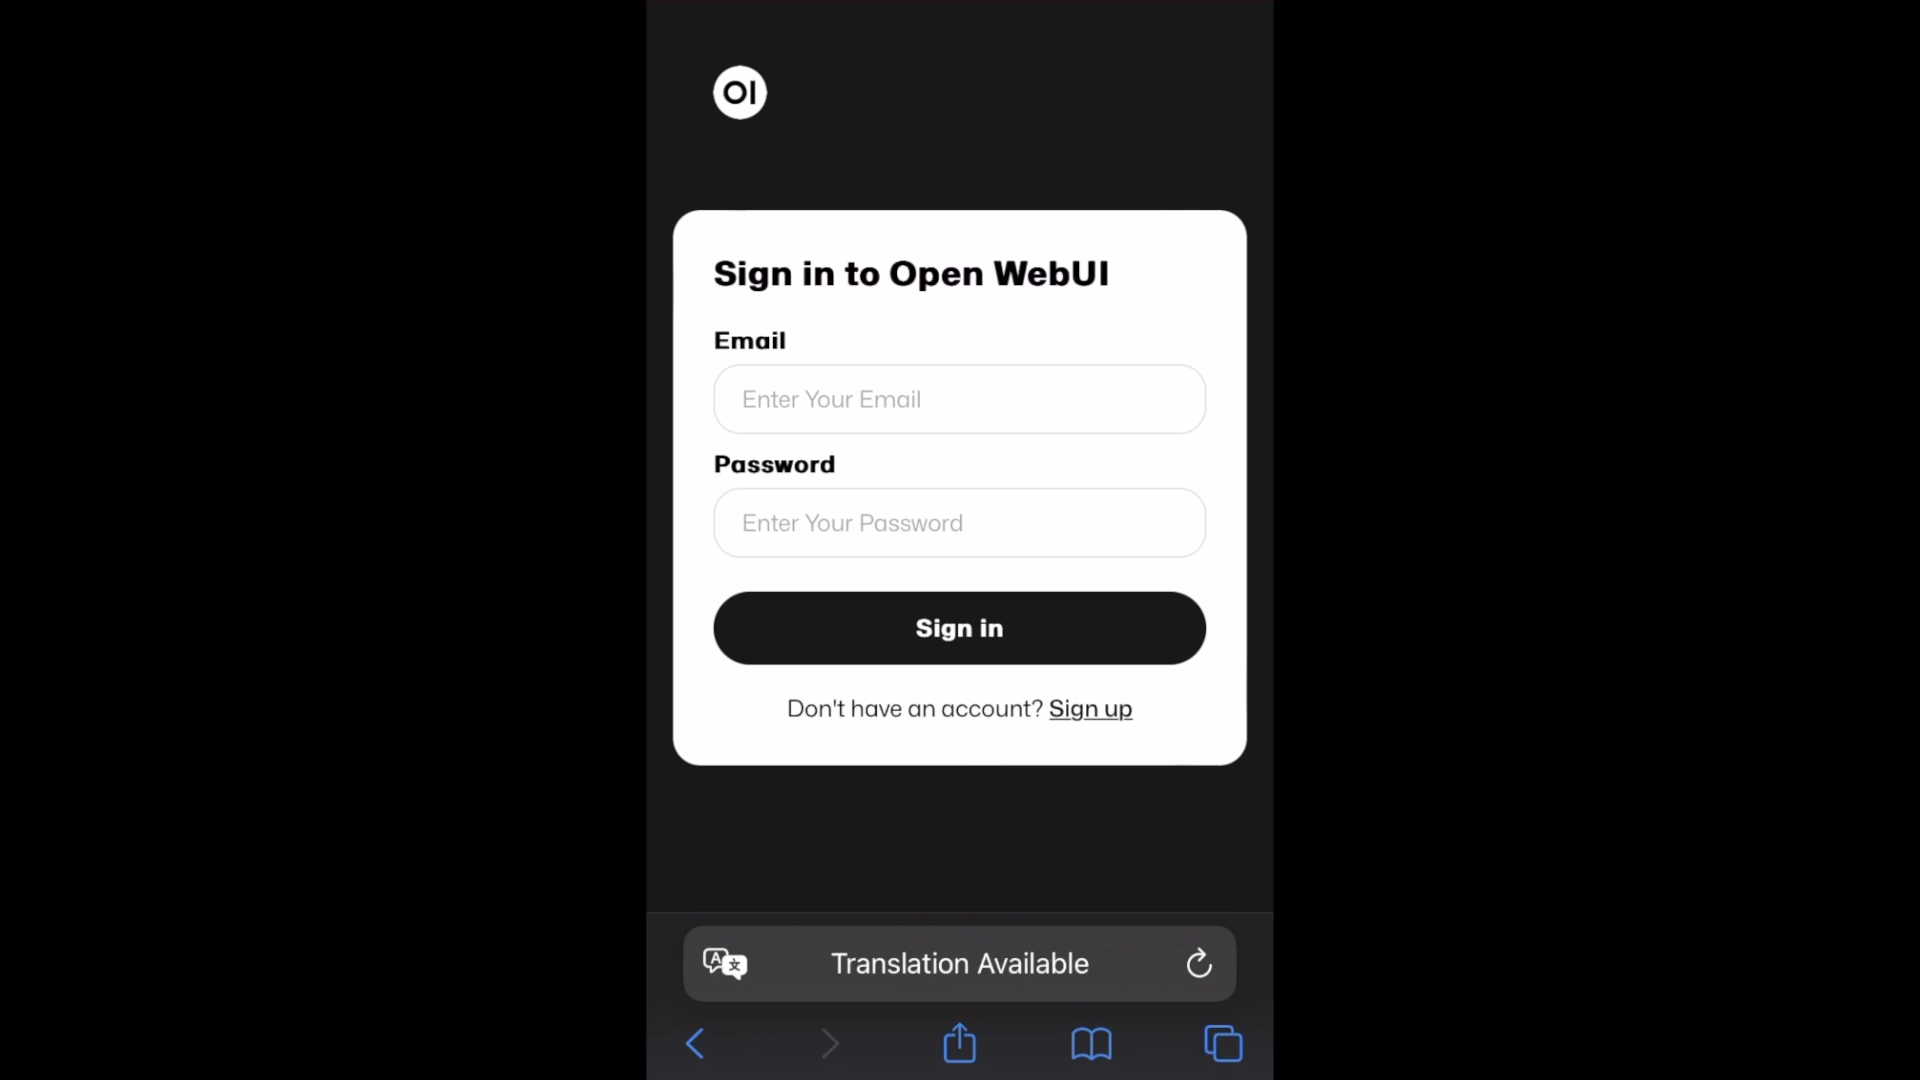 OI
Sign in to Open WebUI
Email
Enter Your Email
Password
Enter Your Password
Sign in
Don't have an account? Sign up
A 文
Translation Available